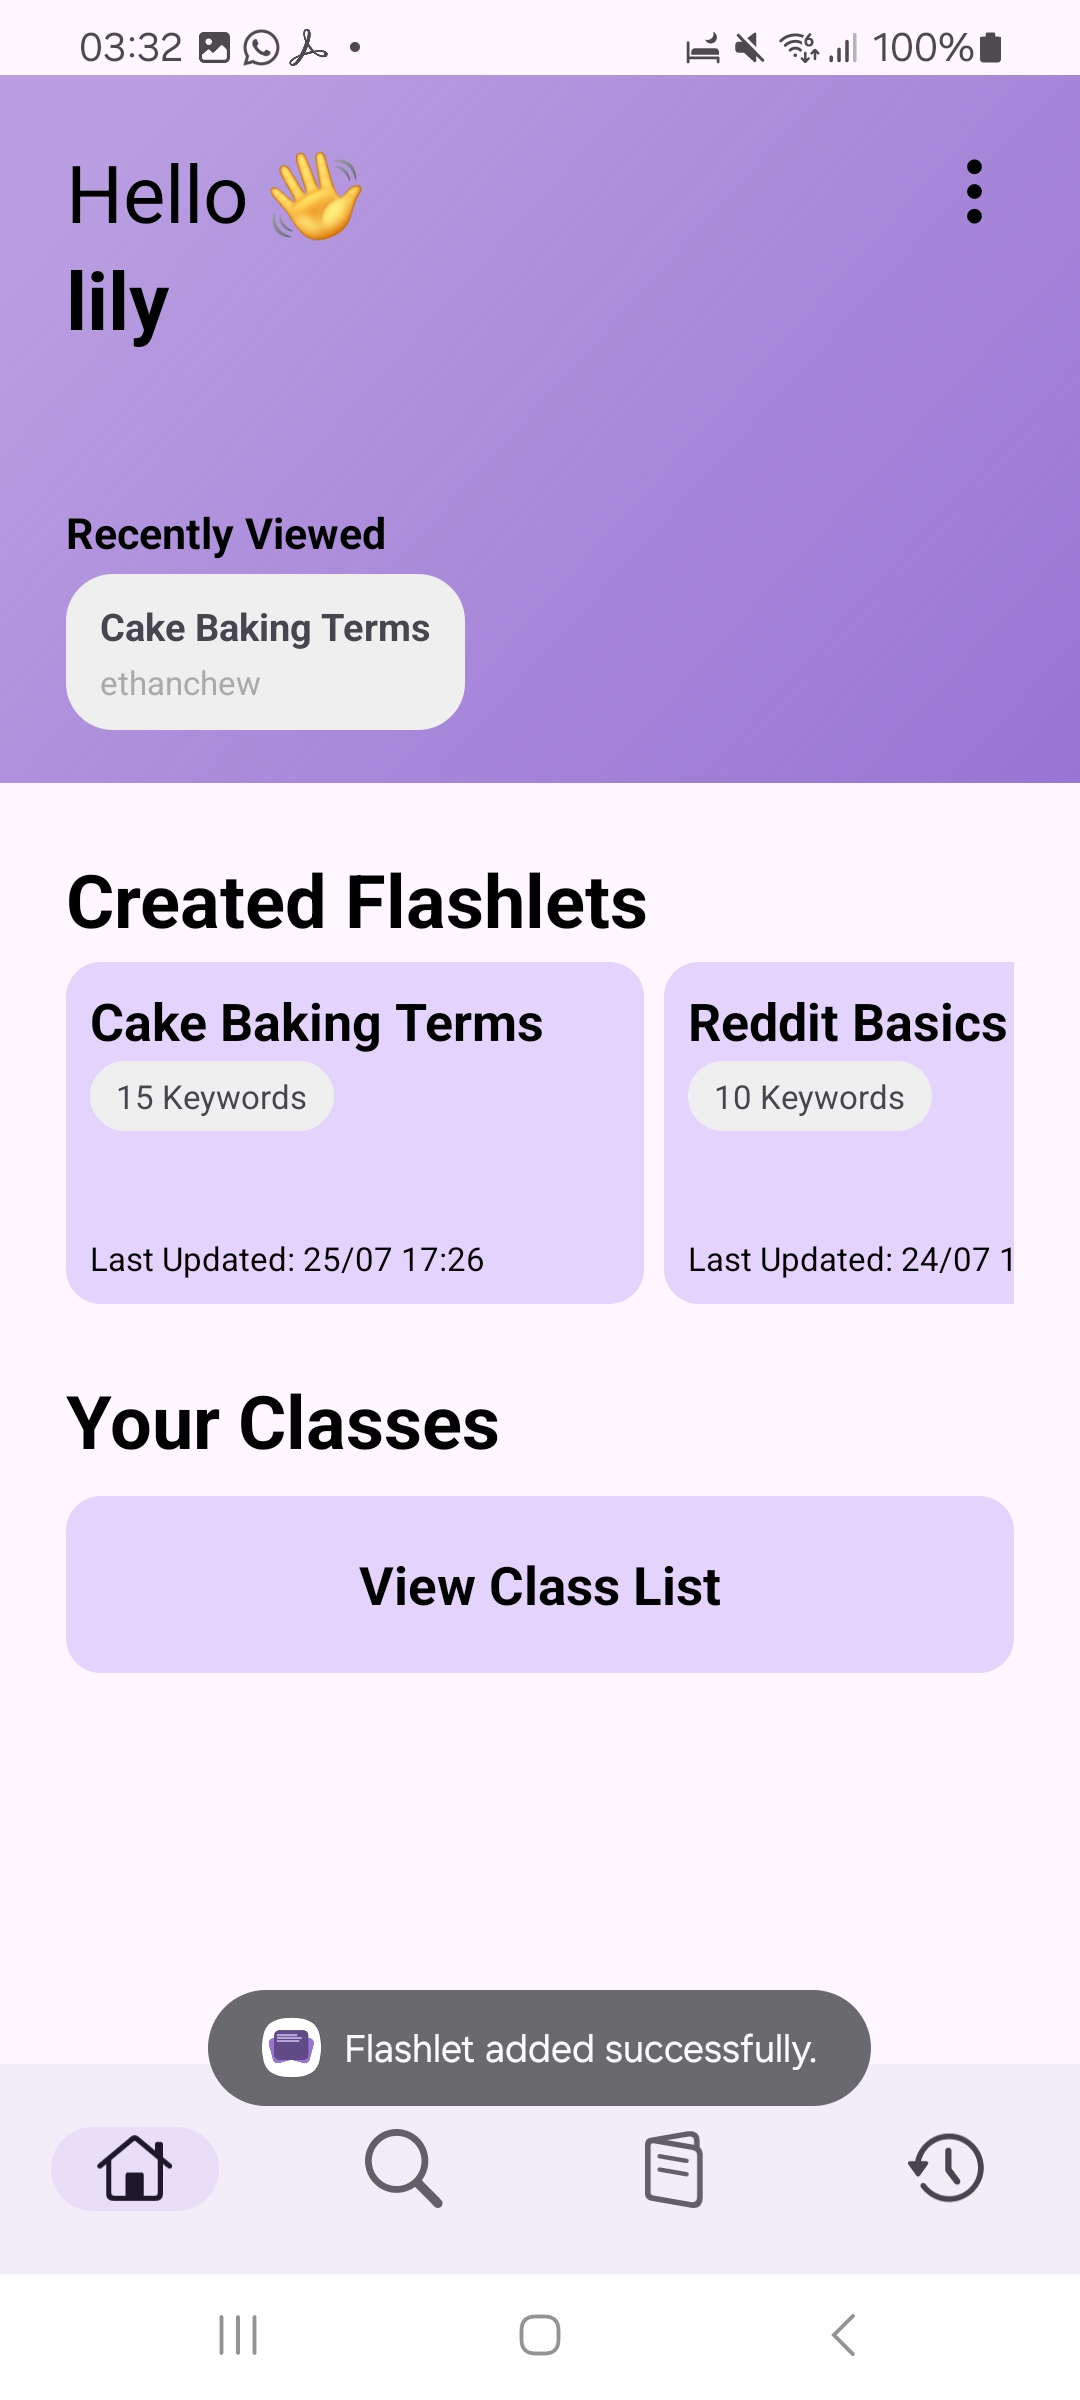 03:32
100%
Hello 👋
lily
Recently Viewed
Cake Baking Terms
ethanchew
Created Flashlets
Cake Baking Terms
15 Keywords
Last Updated: 25/07 17:26
Reddit Basics
10 Keywords
Last Updated: 24/07 1
Your Classes
View Class List
Flashlet added successfully.